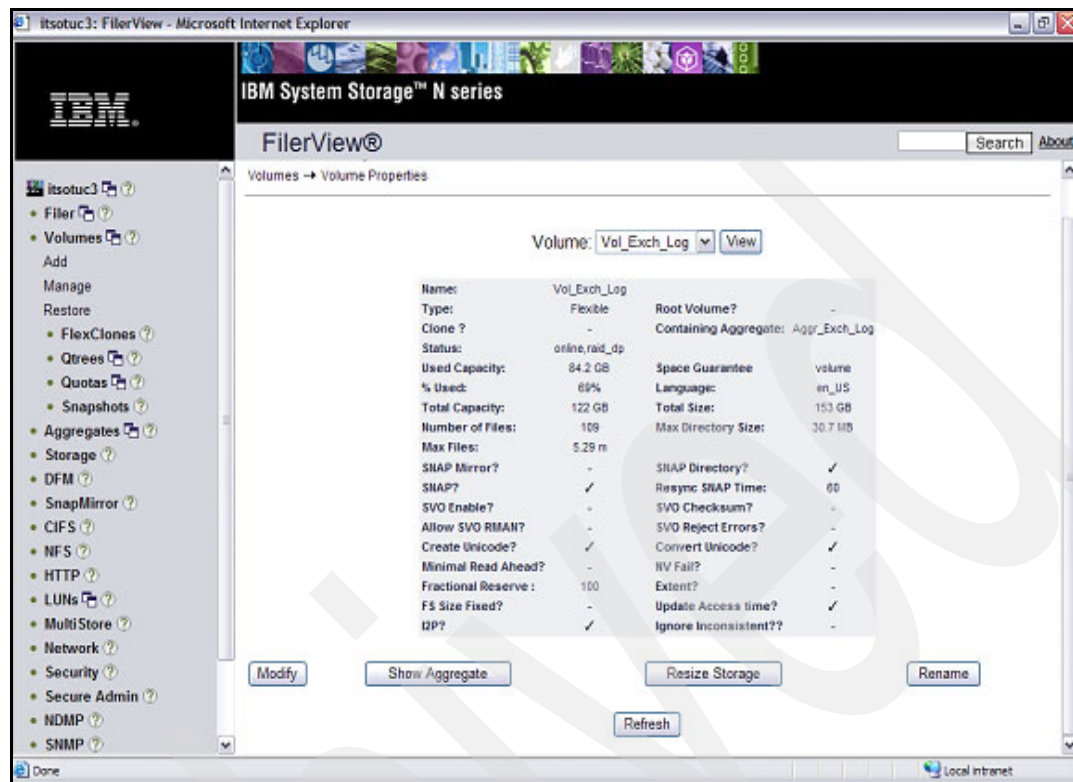 itsotuc3: FilerView - Microsoft Internet Explorer
IBM
IBM System Storage™ N series
FilerView®
Search About
Volumes → Volume Properties
itsotuc3
Filer
Volumes
Add
Manage
Restore
FlexClones
Qtrees
Quotas
Snapshots
Aggregates
Storage
DFM
SnapMirror
CIFS
NFS
HTTP
LUNs
MultiStore
Network
Security
Secure Admin
NDMP
SNMP
Volume: Vol_Exch_Log View
Name: Vol_Exch_Log
Type: Flexible Root Volume? -
Clone ? - Containing Aggregate: Aggr_Exch_Log
Status: online,raid_dp
Used Capacity: 84.2 GB Space Guarantee volume
% Used: 69% Language: en_US
Total Capacity: 122 GB Total Size: 153 GB
Number of Files: 109 Max Directory Size: 30.7 MB
Max Files: 5.29 m
SNAP Mirror? - SNAP Directory? ✓
SNAP? ✓ Resync SNAP Time: 60
SVO Enable? - SVO Checksum? -
Allow SVO RMAN? - SVO Reject Errors? -
Create Unicode? ✓ Convert Unicode? ✓
Minimal Read Ahead? - NV Fail? -
Fractional Reserve : 100 Extent? -
FS Size Fixed? - Update Access time? ✓
I2P? ✓ Ignore Inconsistent?? -
Modify Show Aggregate Resize Storage Rename
Refresh
Done Local intranet